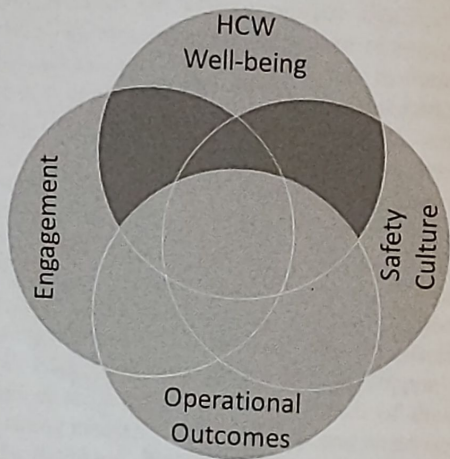 HCW
Well-being
Engagement
Safety
Culture
Operational
Outcomes